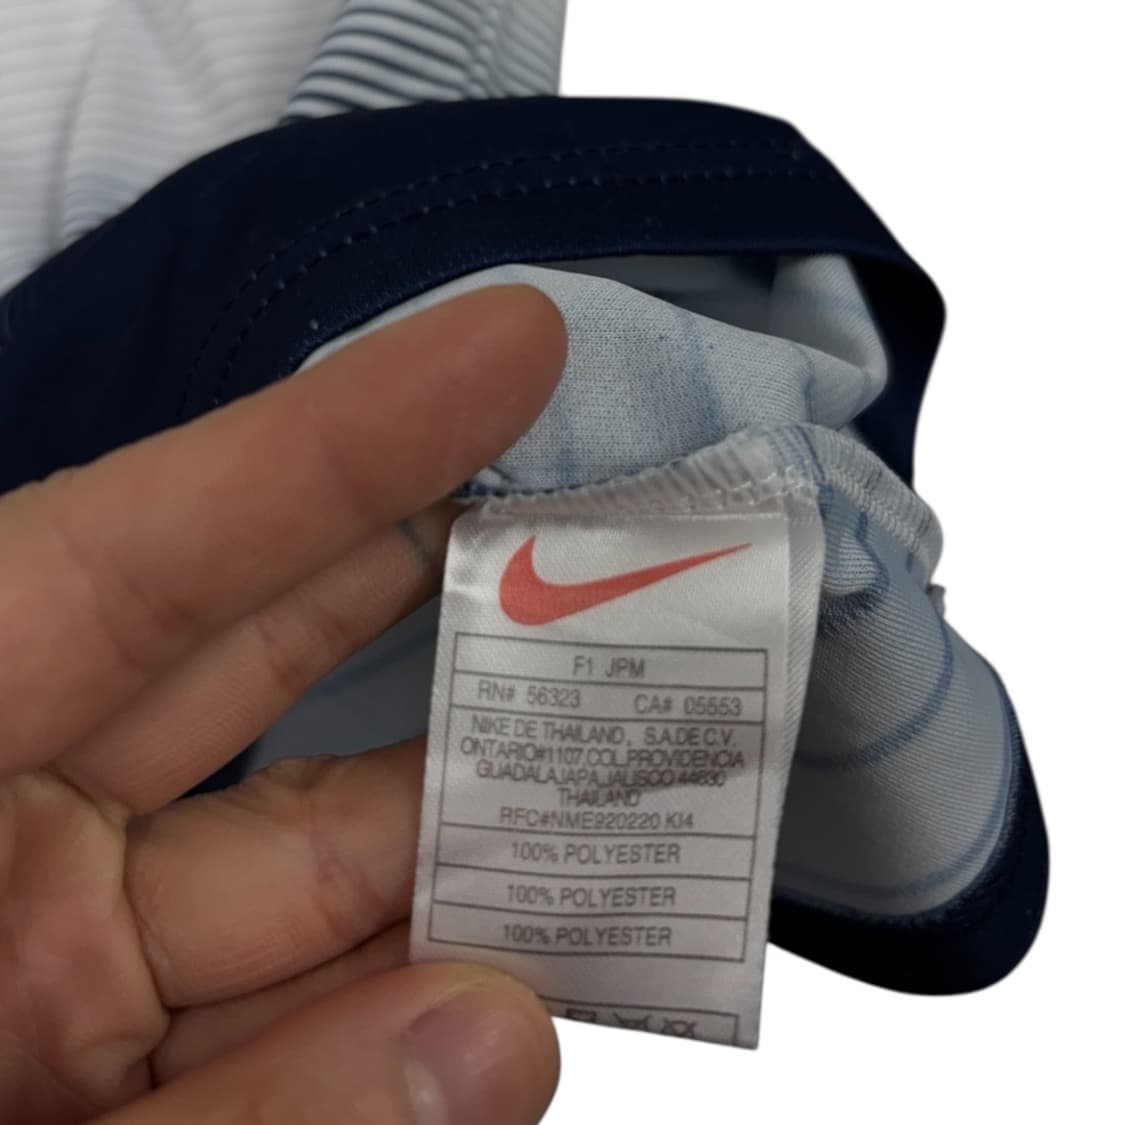 F1 JPM
RN# 56323 CA# 05553
NIKE DE THAILAND, S.A.DE C.V.
ONTARIO#1107.COL.PROVIDENCIA
GUADALAJAPA,JALISCO 44630
THAILAND
RFC#NME920220 KI4
100% POLYESTER
100% POLYESTER
100% POLYESTER